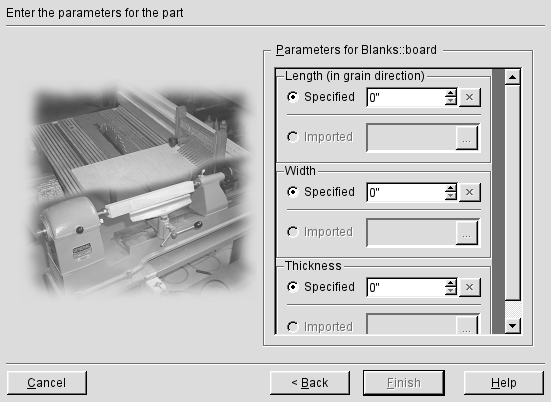 Enter the parameters for the part
Parameters for Blanks::board
Length (in grain direction)
Specified 0" ×
Imported ...
Width
Specified 0" ×
Imported ...
Thickness
Specified 0" ×
Imported ...
Cancel < Back Finish Help